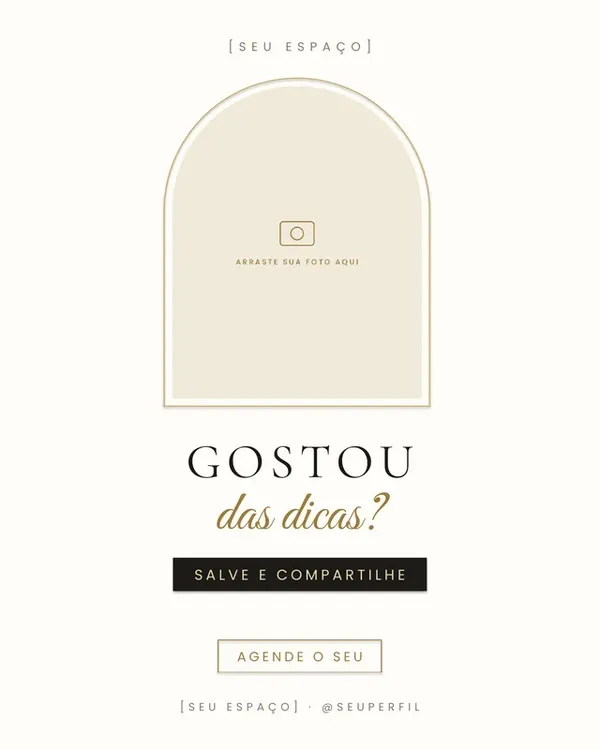 [SEU ESPAÇO]
ARRASTE SUA FOTO AQUI
GOSTOU
das dicas?
SALVE E COMPARTILHE
AGENDE O SEU
[SEU ESPAÇO] · @SEUPERFIL